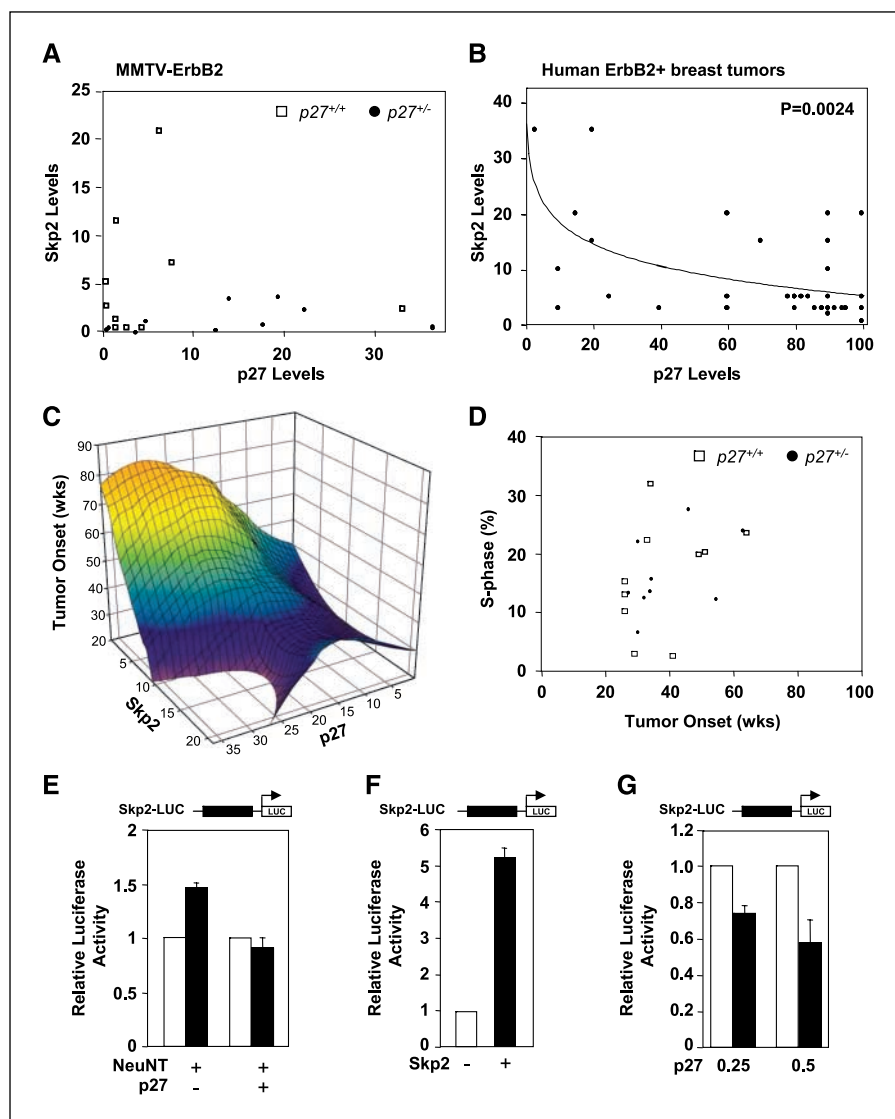 A
MMTV-ErbB2
p27+/+
p27+/-
25
20
15
10
5
0
Skp2 Levels
0 10 20 30
p27 Levels
B
Human ErbB2+ breast tumors
P=0.0024
40
30
20
10
0
Skp2 Levels
0 20 40 60 80 100
p27 Levels
C
Tumor Onset (wks)
90
80
70
60
50
40
30
20
5
10
15
20
Skp2
35 30 25 20 15 10 5
p27
D
p27+/+
p27+/-
40
30
20
10
0
S-phase (%)
0 20 40 60 80 100
Tumor Onset (wks)
E
Skp2-LUC
LUC
2
1.5
1
0.5
0
Relative Luciferase
Activity
NeuNT + +
p27 - +
F
Skp2-LUC
LUC
6
5
4
3
2
1
0
Relative Luciferase
Activity
Skp2 - +
G
Skp2-LUC
LUC
1.2
1.0
0.8
0.6
0.4
0.2
0
Relative Luciferase
Activity
p27 0.25 0.5